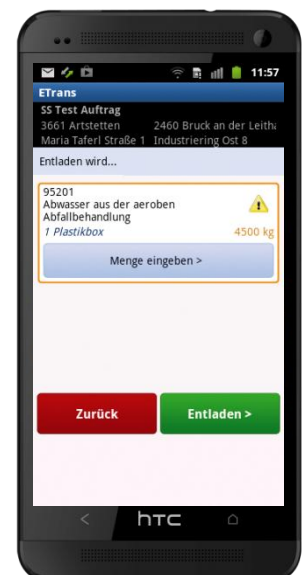 11:57
ETrans
SS Test Auftrag
3661 Artstetten 2460 Bruck an der Leitha
Maria Taferl Straße 1 Industriering Ost 8
Entladen wird...
95201
Abwasser aus der aeroben
Abfallbehandlung
1 Plastikbox 4500 kg
Menge eingeben >
Zurück Entladen >
hTC